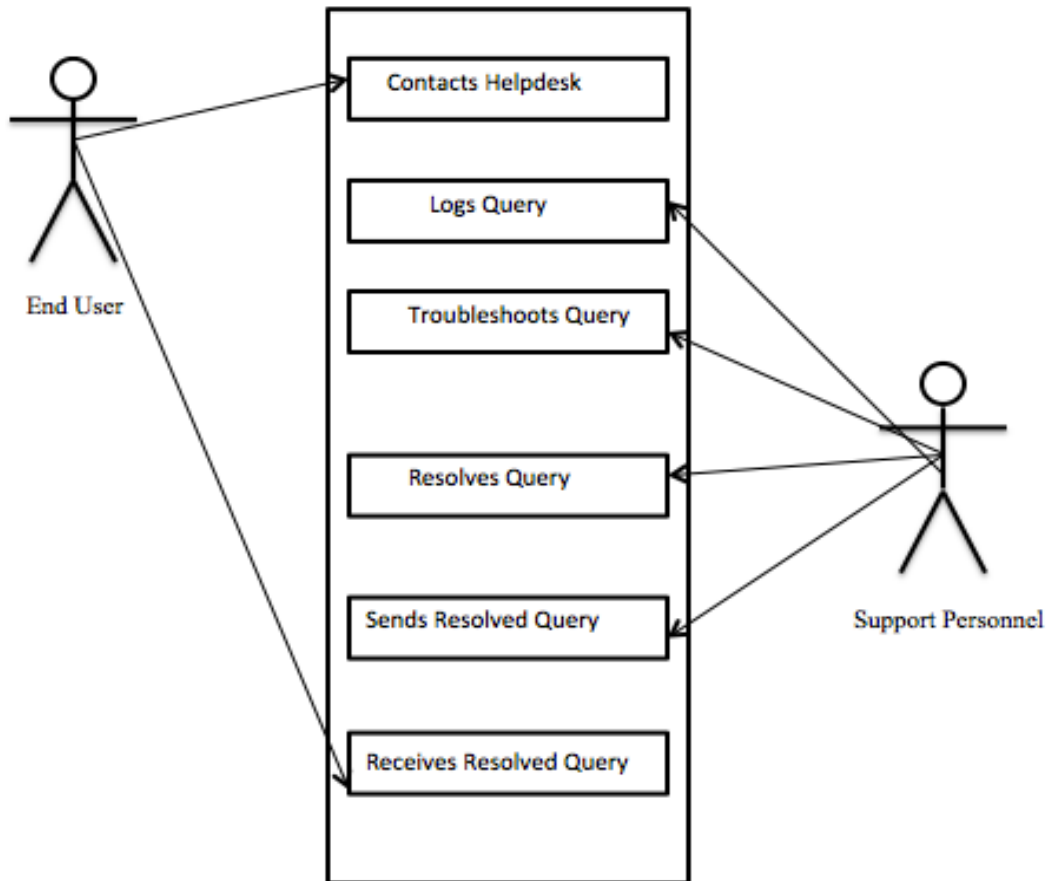 Contacts Helpdesk
Logs Query
End User
Troubleshoots Query
Resolves Query
Sends Resolved Query
Support Personnel
Receives Resolved Query